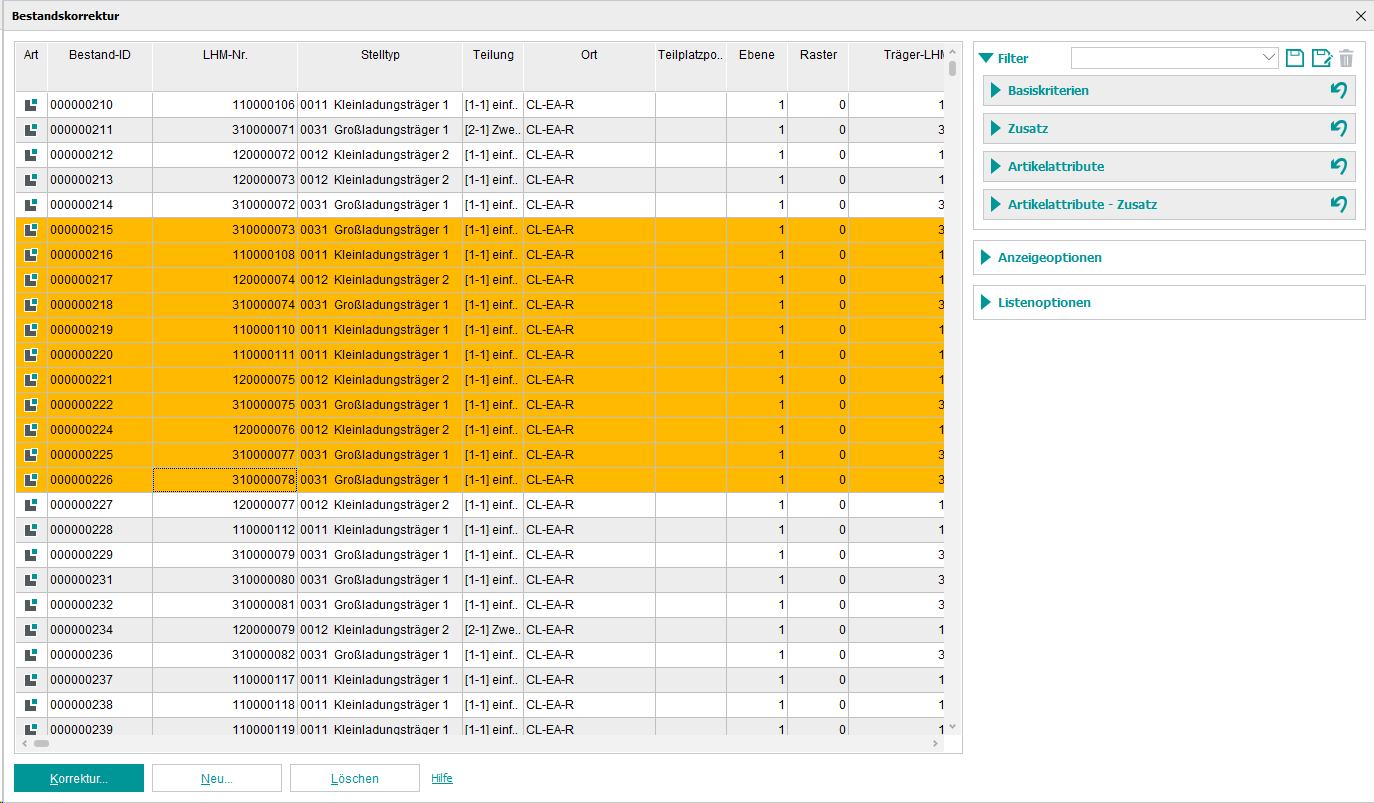 Bestandskorrektur
Art Bestand-ID LHM-Nr. Stelltyp Teilung Ort Teilplatzpo.. Ebene Raster Träger-LHM
000000210 110000106 0011 Kleinladungsträger 1 [1-1] einf.. CL-EA-R 1 0 1
000000211 310000071 0031 Großladungsträger 1 [2-1] Zwe.. CL-EA-R 1 0 3
000000212 120000072 0012 Kleinladungsträger 2 [1-1] einf.. CL-EA-R 1 0 1
000000213 120000073 0012 Kleinladungsträger 2 [1-1] einf.. CL-EA-R 1 0 1
000000214 310000072 0031 Großladungsträger 1 [1-1] einf.. CL-EA-R 1 0 3
000000215 310000073 0031 Großladungsträger 1 [1-1] einf.. CL-EA-R 1 0 3
000000216 110000108 0011 Kleinladungsträger 1 [1-1] einf.. CL-EA-R 1 0 1
000000217 120000074 0012 Kleinladungsträger 2 [1-1] einf.. CL-EA-R 1 0 1
000000218 310000074 0031 Großladungsträger 1 [1-1] einf.. CL-EA-R 1 0 3
000000219 110000110 0011 Kleinladungsträger 1 [1-1] einf.. CL-EA-R 1 0 1
000000220 110000111 0011 Kleinladungsträger 1 [1-1] einf.. CL-EA-R 1 0 1
000000221 120000075 0012 Kleinladungsträger 2 [1-1] einf.. CL-EA-R 1 0 1
000000222 310000075 0031 Großladungsträger 1 [1-1] einf.. CL-EA-R 1 0 3
000000224 120000076 0012 Kleinladungsträger 2 [1-1] einf.. CL-EA-R 1 0 1
000000225 310000077 0031 Großladungsträger 1 [1-1] einf.. CL-EA-R 1 0 3
000000226 310000078 0031 Großladungsträger 1 [1-1] einf.. CL-EA-R 1 0 3
000000227 120000077 0012 Kleinladungsträger 2 [1-1] einf.. CL-EA-R 1 0 1
000000228 110000112 0011 Kleinladungsträger 1 [1-1] einf.. CL-EA-R 1 0 1
000000229 310000079 0031 Großladungsträger 1 [1-1] einf.. CL-EA-R 1 0 3
000000231 310000080 0031 Großladungsträger 1 [1-1] einf.. CL-EA-R 1 0 3
000000232 310000081 0031 Großladungsträger 1 [1-1] einf.. CL-EA-R 1 0 3
000000234 120000079 0012 Kleinladungsträger 2 [2-1] Zwe.. CL-EA-R 1 0 1
000000236 310000082 0031 Großladungsträger 1 [1-1] einf.. CL-EA-R 1 0 3
000000237 110000117 0011 Kleinladungsträger 1 [1-1] einf.. CL-EA-R 1 0 1
000000238 110000118 0011 Kleinladungsträger 1 [1-1] einf.. CL-EA-R 1 0 1
000000239 110000119 0011 Kleinladungsträger 1 [1-1] einf.. CL-EA-R 1 0 1
Filter
Basiskriterien
Zusatz
Artikelattribute
Artikelattribute - Zusatz
Anzeigeoptionen
Listenoptionen
Korrektur... Neu... Löschen Hilfe